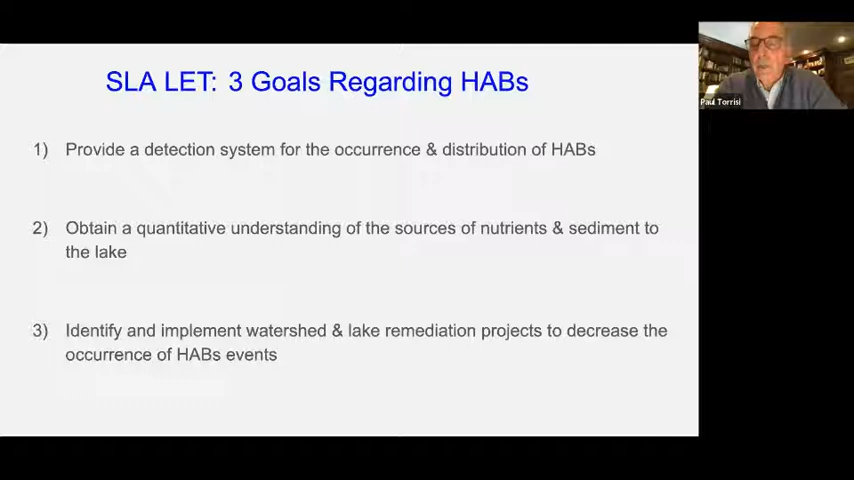 SLA LET: 3 Goals Regarding HABs
1) Provide a detection system for the occurrence & distribution of HABs
2) Obtain a quantitative understanding of the sources of nutrients & sediment to
the lake
3) Identify and implement watershed & lake remediation projects to decrease the
occurrence of HABs events
Paul Torrisi